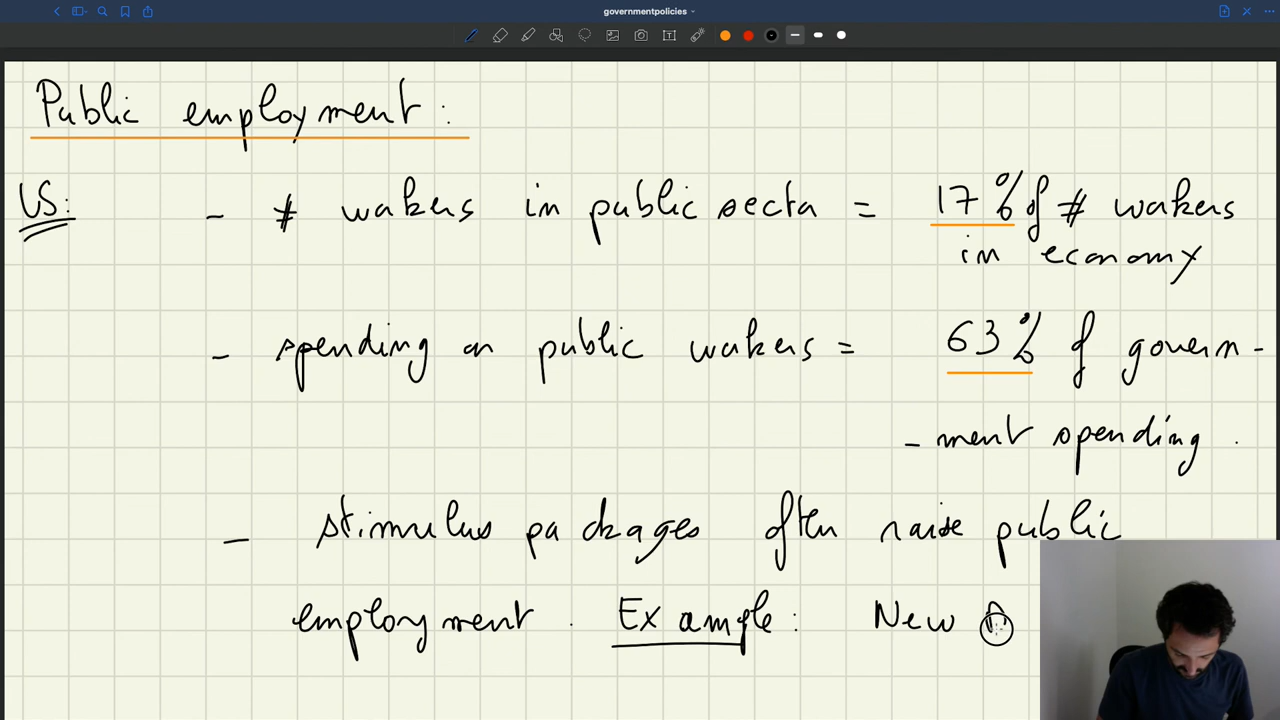 governmentpolicies
Public employment:
US: - # workers in public sector = 17% of # workers
in economy
- spending on public workers = 63% of govern-
-ment spending.
- stimulus packages often raise public
employment. Example: New